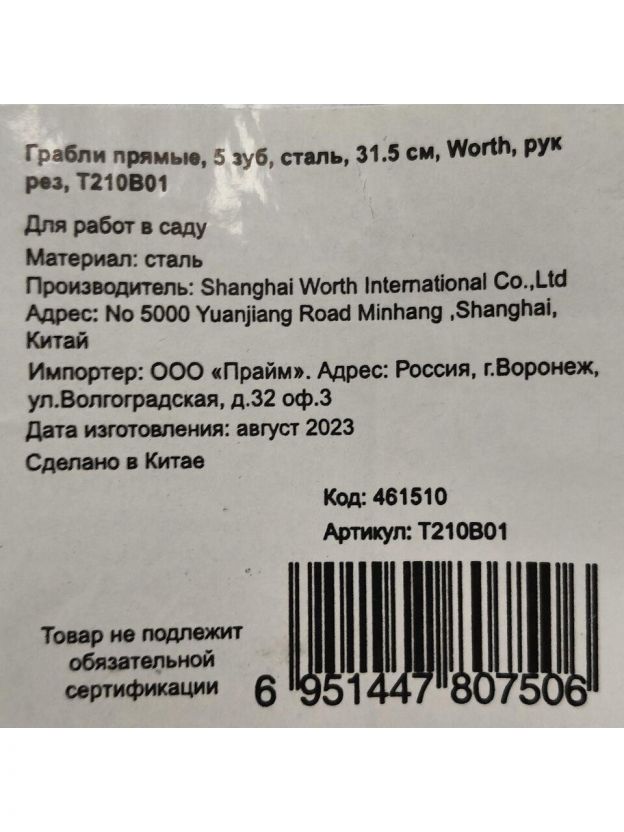 Грабли прямые, 5 зуб, сталь, 31.5 см, Worth, рук
рез, T210B01
Для работ в саду
Материал: сталь
Производитель: Shanghai Worth International Co.,Ltd
Адрес: No 5000 Yuanjiang Road Minhang ,Shanghai,
Китай
Импортер: ООО «Прайм». Адрес: Россия, г.Воронеж,
ул.Волгоградская, д.32 оф.3
Дата изготовления: август 2023
Сделано в Китае
Код: 461510
Артикул: T210B01
Товар не подлежит
обязательной
сертификации
6 951447 807506